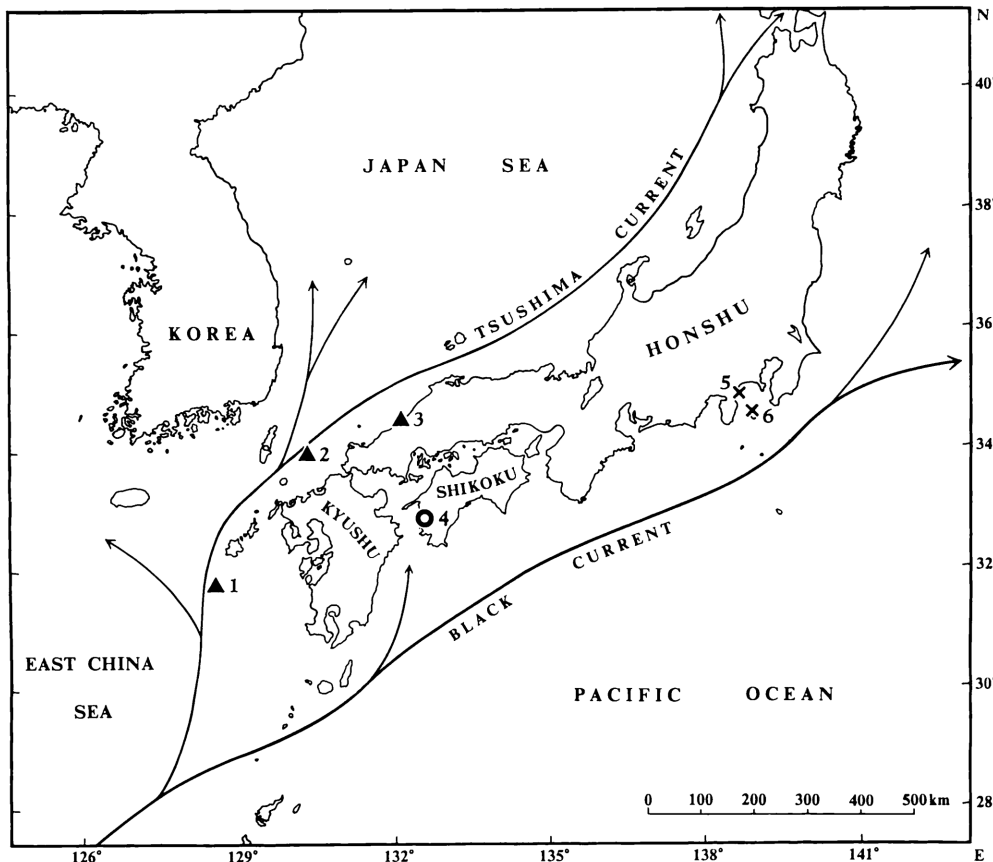 N
40°
JAPAN SEA
38°
TSUSHIMA CURRENT
KOREA
36°
HONSHU
5
6
3
34°
2
SHIKOKU
KYUSHU
4
32°
1
BLACK CURRENT
EAST CHINA
SEA
30°
PACIFIC OCEAN
0 100 200 300 400 500 km
28°
126° 129° 132° 135° 138° 141° E